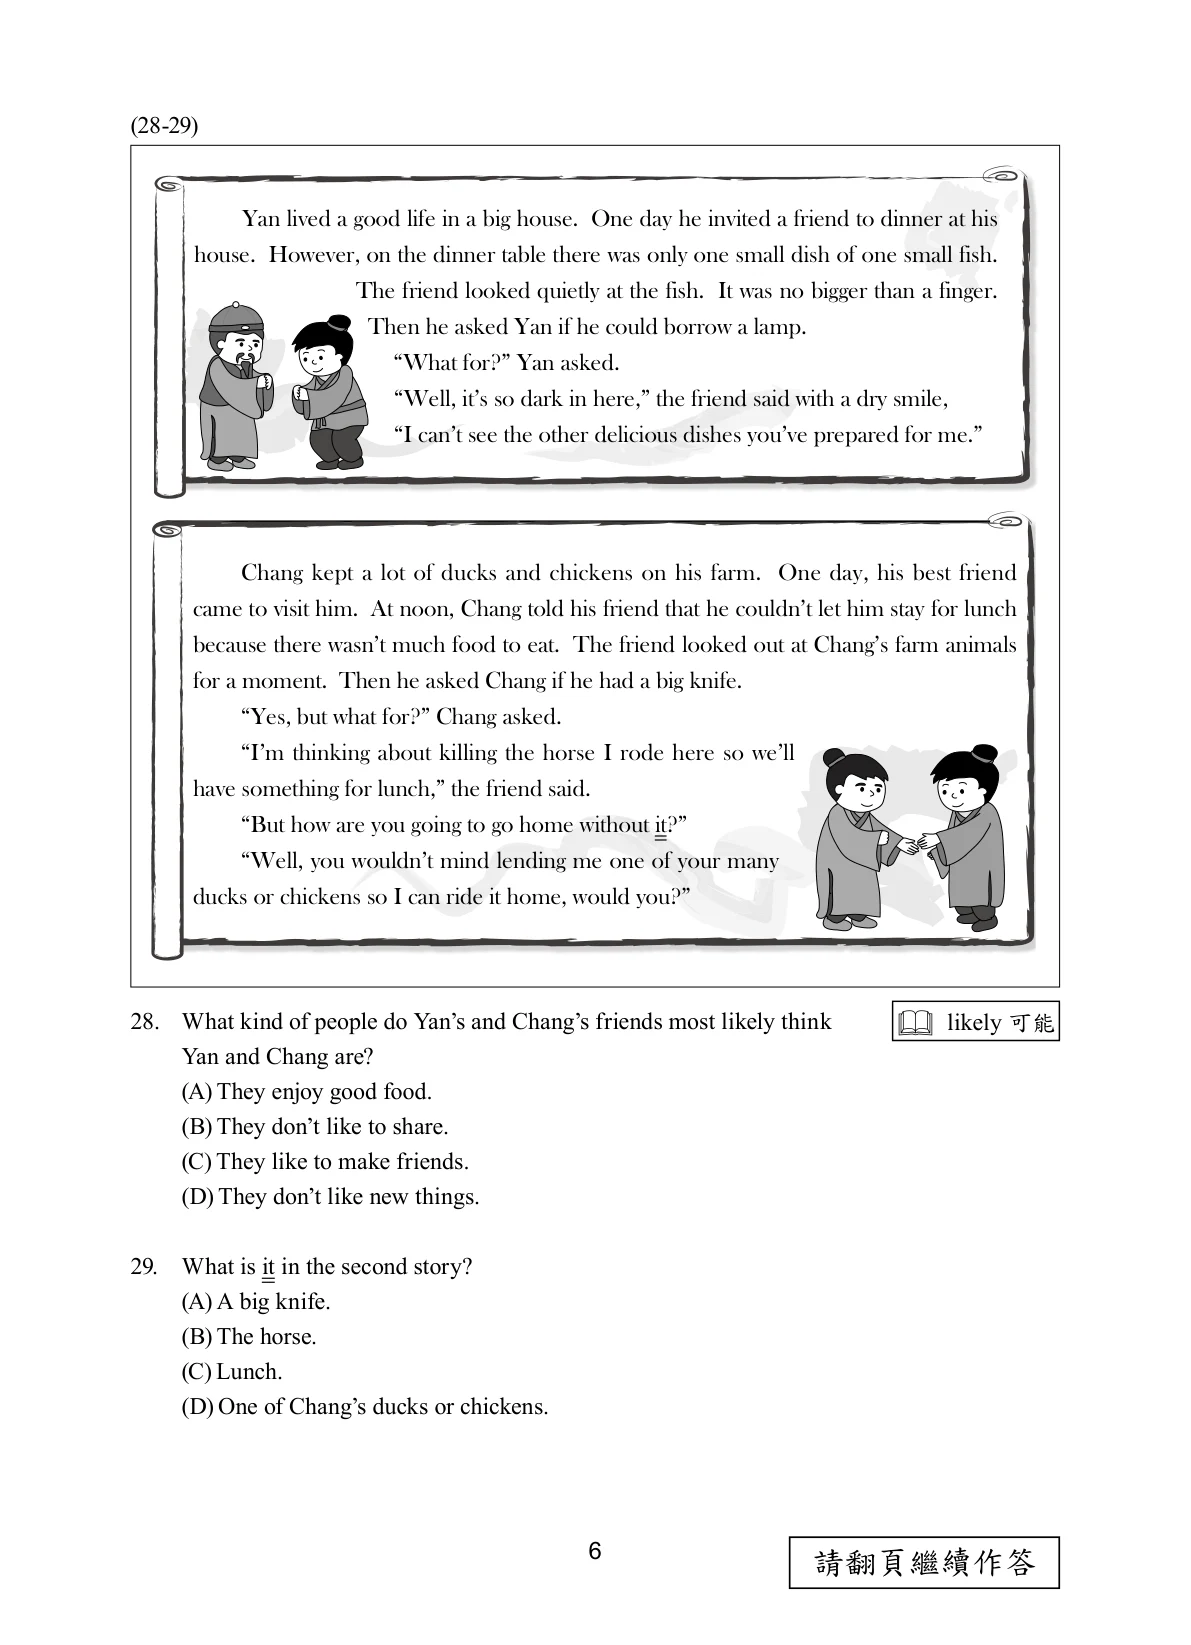 (28-29)
Yan lived a good life in a big house. One day he invited a friend to dinner at his
house. However, on the dinner table there was only one small dish of one small fish.
The friend looked quietly at the fish. It was no bigger than a finger.
Then he asked Yan if he could borrow a lamp.
“What for?” Yan asked.
“Well, it’s so dark in here,” the friend said with a dry smile,
“I can’t see the other delicious dishes you’ve prepared for me.”
Chang kept a lot of ducks and chickens on his farm. One day, his best friend
came to visit him. At noon, Chang told his friend that he couldn’t let him stay for lunch
because there wasn’t much food to eat. The friend looked out at Chang’s farm animals
for a moment. Then he asked Chang if he had a big knife.
“Yes, but what for?” Chang asked.
“I’m thinking about killing the horse I rode here so we’ll
have something for lunch,” the friend said.
“But how are you going to go home without it?”
“Well, you wouldn’t mind lending me one of your many
ducks or chickens so I can ride it home, would you?”
28. What kind of people do Yan’s and Chang’s friends most likely think
likely 可能
Yan and Chang are?
(A) They enjoy good food.
(B) They don’t like to share.
(C) They like to make friends.
(D) They don’t like new things.
29. What is it in the second story?
(A) A big knife.
(B) The horse.
(C) Lunch.
(D) One of Chang’s ducks or chickens.
6
請翻頁繼續作答